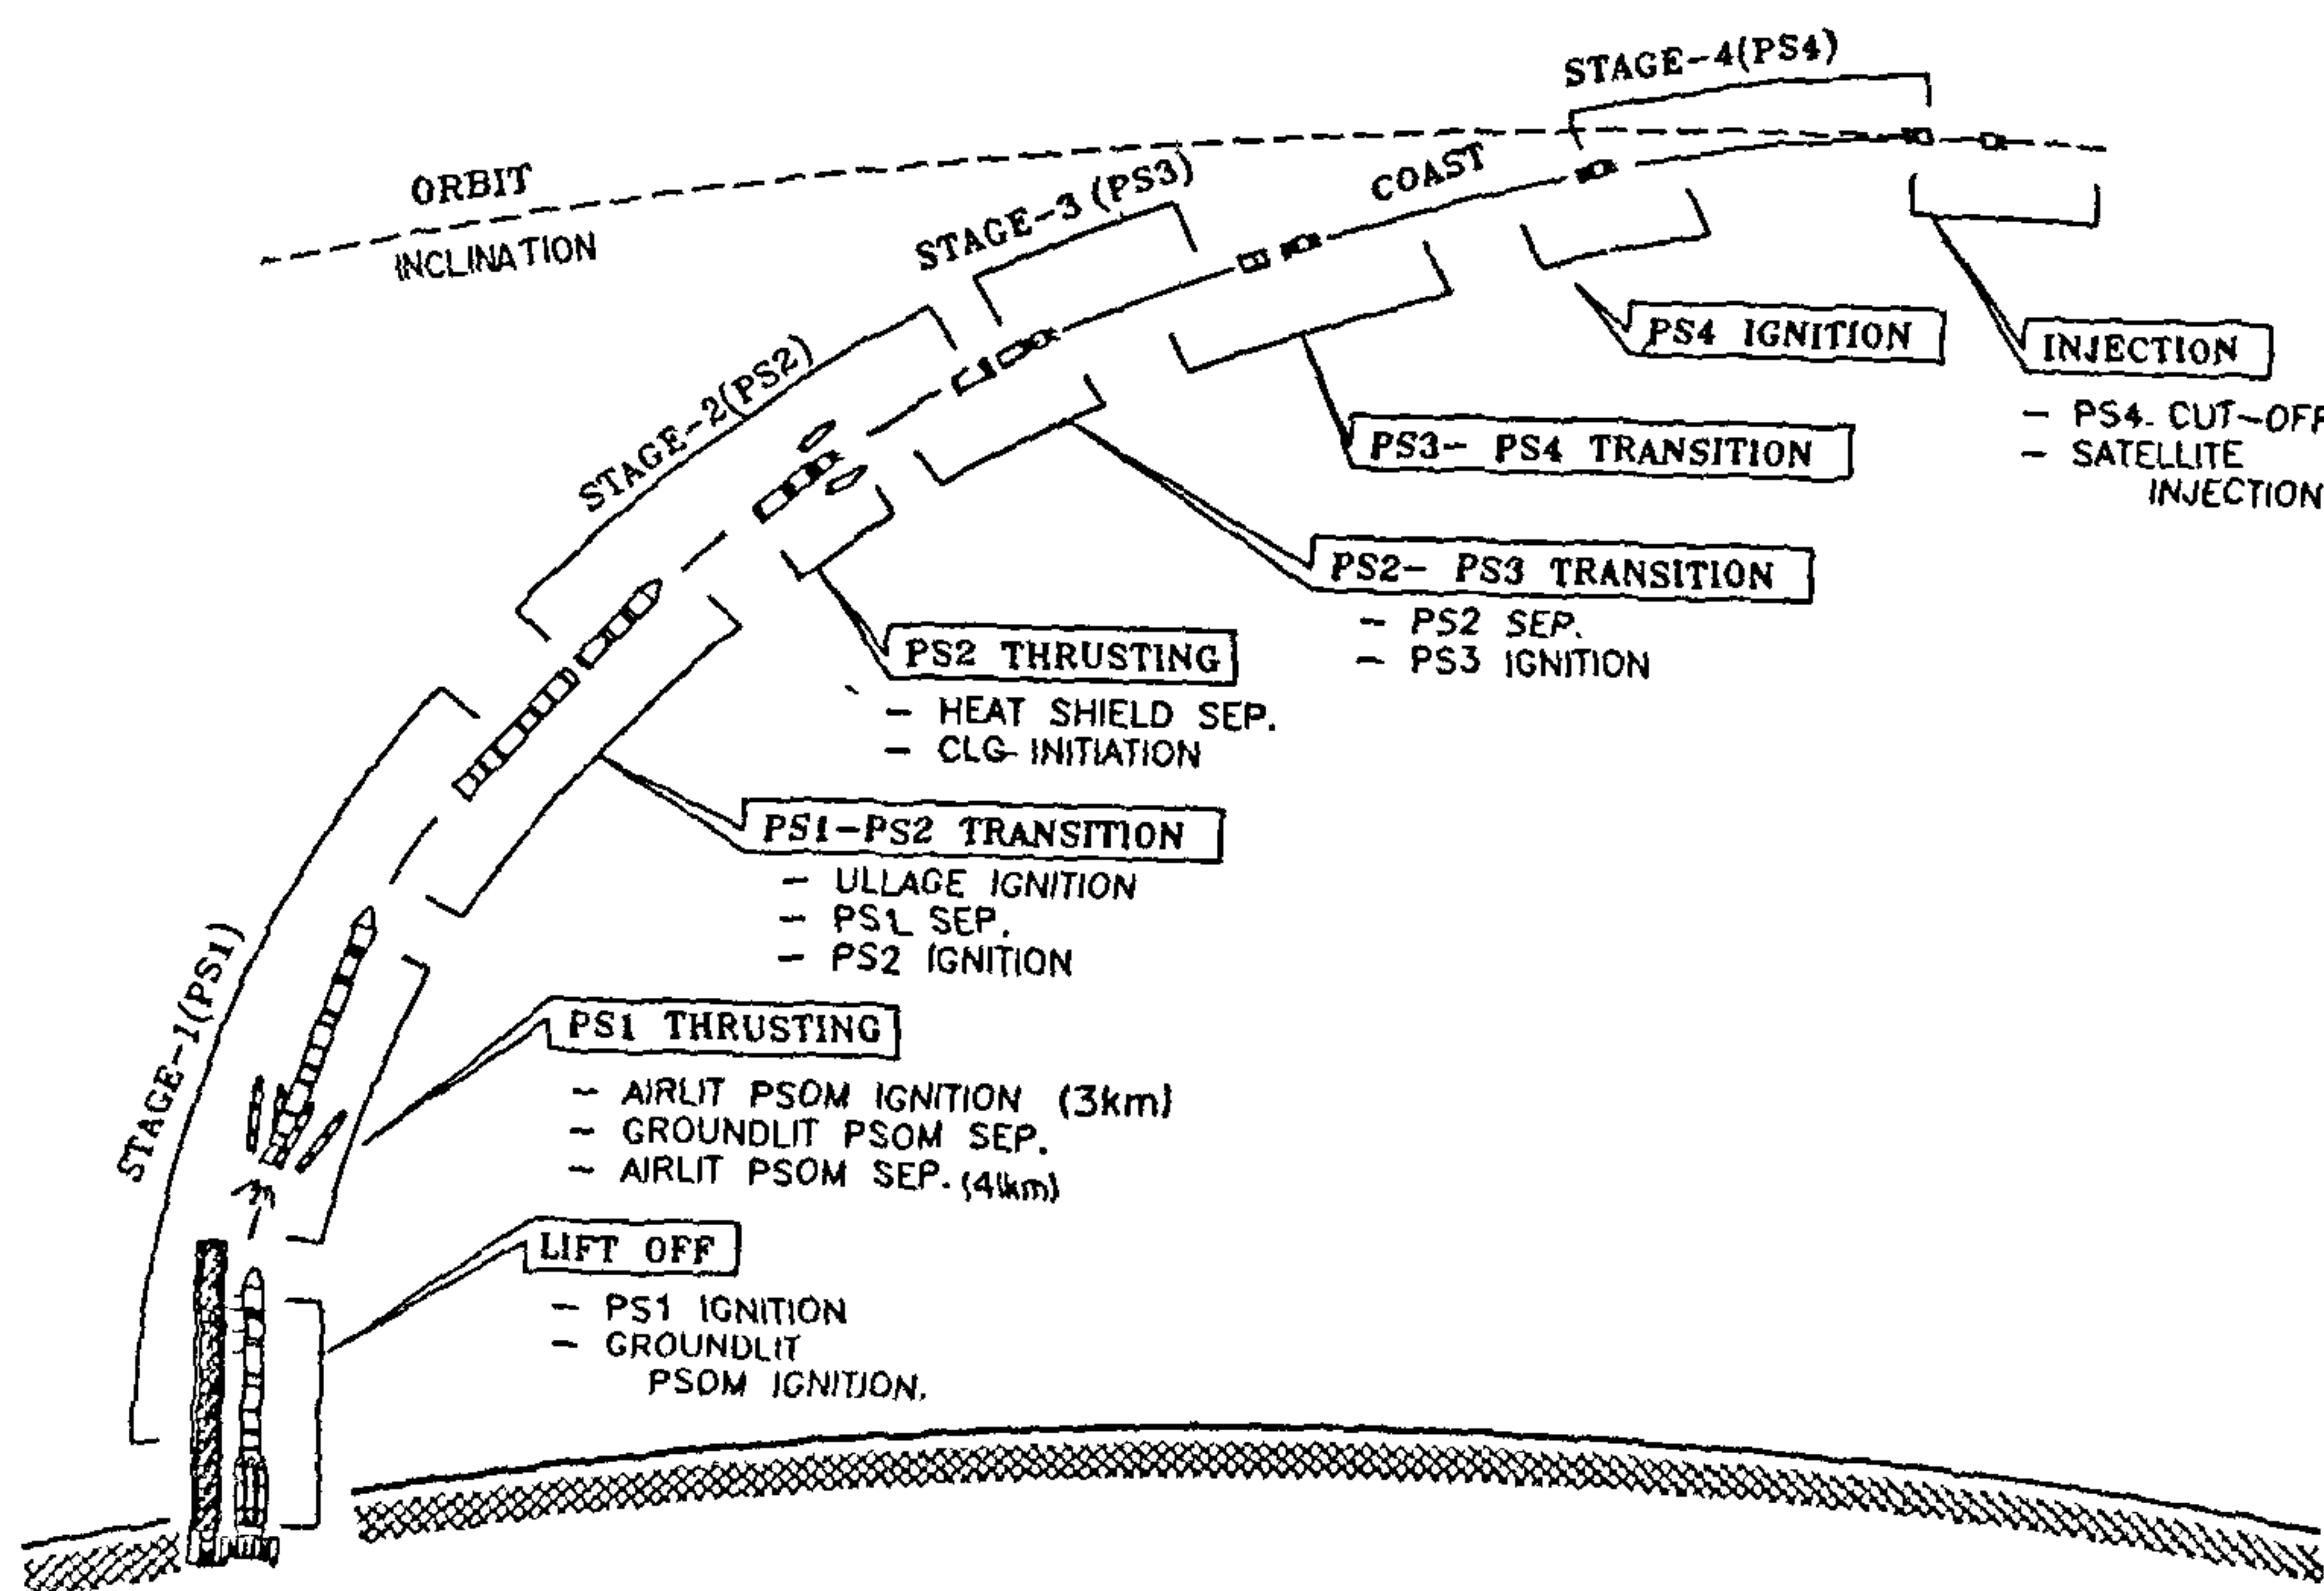 STAGE-4(PS4)
ORBIT
INCLINATION
STAGE-3 (PS3)
COAST
STAGE-2(PS2)
PS4 IGNITION
INJECTION
- PS4. CUT-OFF
- SATELLITE
INJECTION
PS3- PS4 TRANSITION
PS2- PS3 TRANSITION
- PS2 SEP.
- PS3 IGNITION
PS2 THRUSTING
- HEAT SHIELD SEP.
- CLG INITIATION
PS1-PS2 TRANSITION
- ULLAGE IGNITION
- PS1 SEP.
- PS2 IGNITION
STAGE-1(PS1)
PS1 THRUSTING
- AIRLIT PSOM IGNITION (3km)
- GROUNDLIT PSOM SEP.
- AIRLIT PSOM SEP. (41km)
LIFT OFF
- PS1 IGNITION
- GROUNDLIT
PSOM IGNITION.